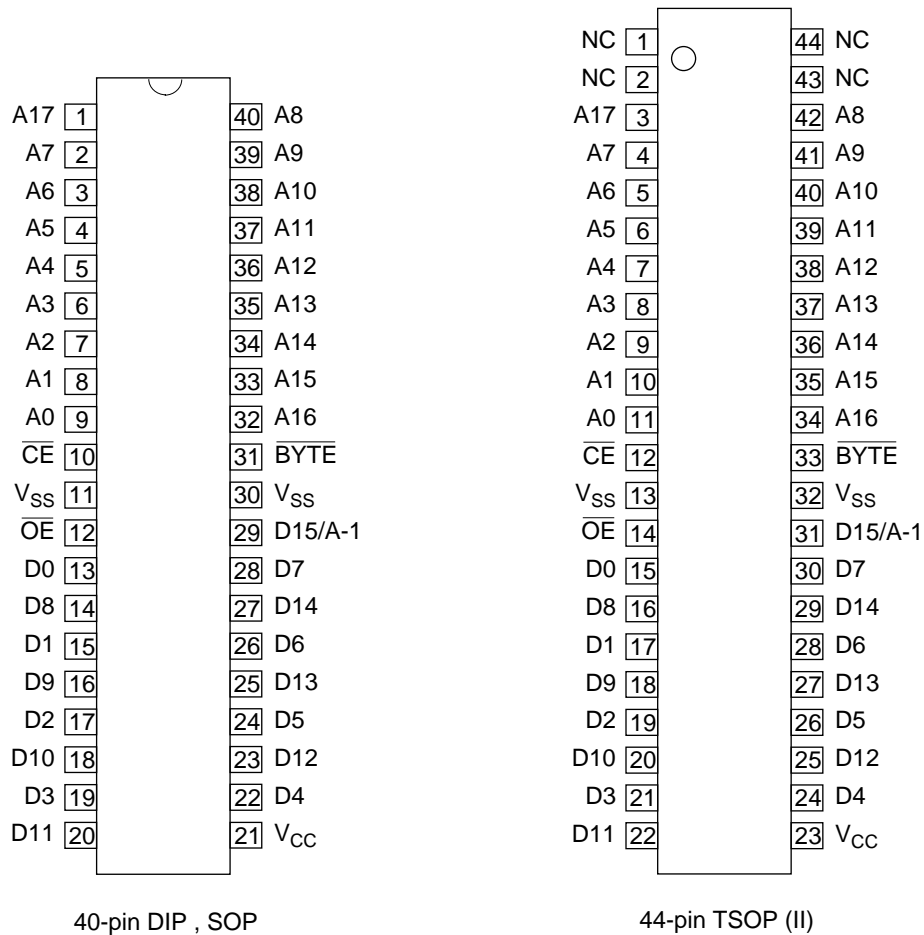 NC 1 44 NC
NC 2 43 NC
A17 1 40 A8 A17 3 42 A8
A7 2 39 A9 A7 4 41 A9
A6 3 38 A10 A6 5 40 A10
A5 4 37 A11 A5 6 39 A11
A4 5 36 A12 A4 7 38 A12
A3 6 35 A13 A3 8 37 A13
A2 7 34 A14 A2 9 36 A14
A1 8 33 A15 A1 10 35 A15
A0 9 32 A16 A0 11 34 A16
C̅E̅ 10 31 B̅Y̅T̅E̅ C̅E̅ 12 33 B̅Y̅T̅E̅
VSS 11 30 VSS VSS 13 32 VSS
O̅E̅ 12 29 D15/A-1 O̅E̅ 14 31 D15/A-1
D0 13 28 D7 D0 15 30 D7
D8 14 27 D14 D8 16 29 D14
D1 15 26 D6 D1 17 28 D6
D9 16 25 D13 D9 18 27 D13
D2 17 24 D5 D2 19 26 D5
D10 18 23 D12 D10 20 25 D12
D3 19 22 D4 D3 21 24 D4
D11 20 21 VCC D11 22 23 VCC
40-pin DIP , SOP 44-pin TSOP (II)